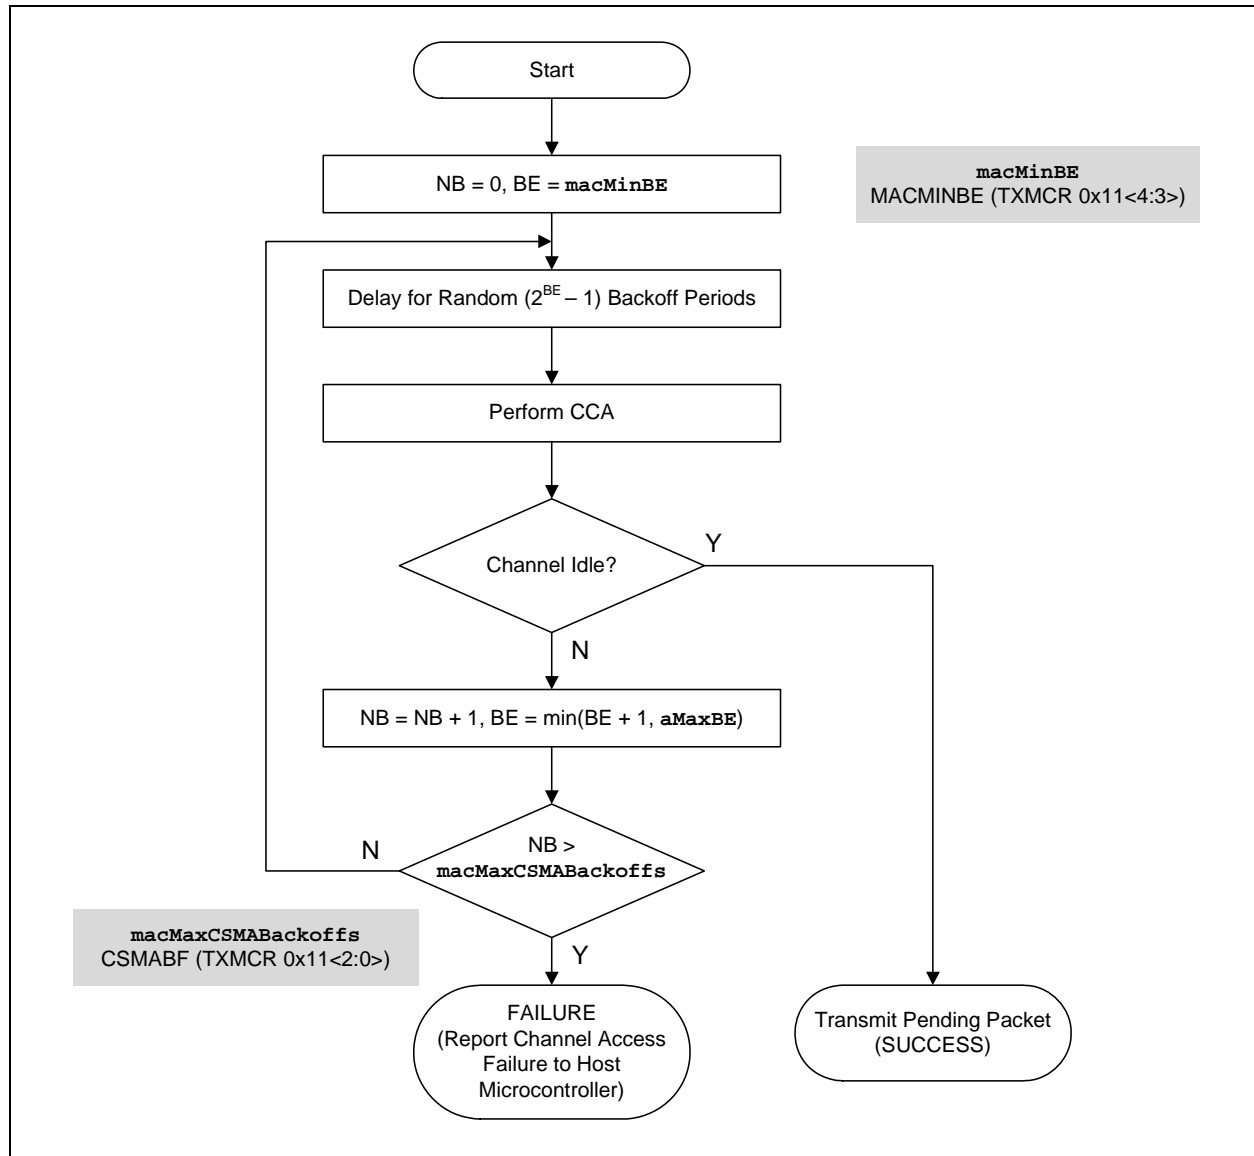 Start
NB = 0, BE = macMinBE
macMinBE
MACMINBE (TXMCR 0x11<4:3>)
Delay for Random (2^BE – 1) Backoff Periods
Perform CCA
Channel Idle?
Y
N
NB = NB + 1, BE = min(BE + 1, aMaxBE)
NB >
macMaxCSMABackoffs
N
macMaxCSMABackoffs
CSMABF (TXMCR 0x11<2:0>)
Y
FAILURE
(Report Channel Access
Failure to Host
Microcontroller)
Transmit Pending Packet
(SUCCESS)